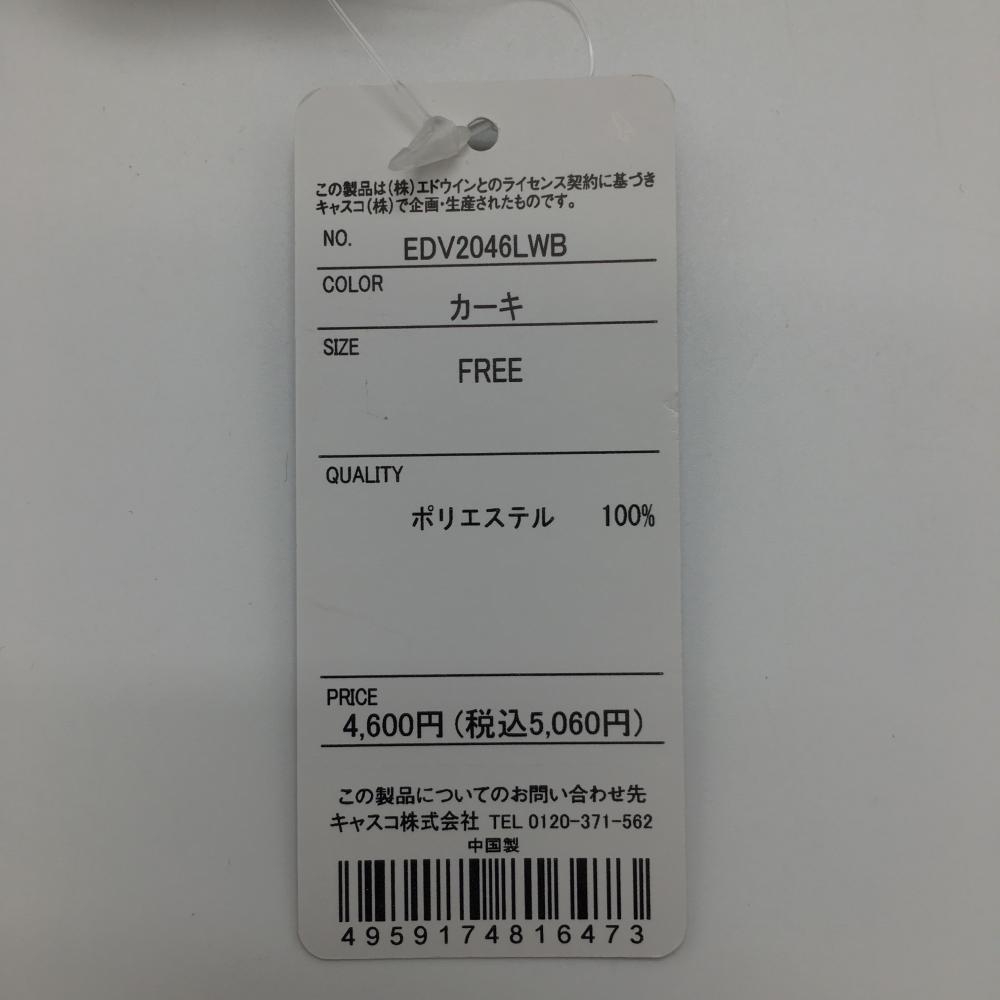 この製品は(株)エドウインとのライセンス契約に基づき
キャスコ(株)で企画・生産されたものです。
NO. EDV2046LWB
COLOR カーキ
SIZE FREE
QUALITY
ポリエステル 100%
PRICE
4,600円(税込5,060円)
この製品についてのお問い合わせ先
キャスコ株式会社 TEL 0120-371-562
中国製
4959174816473